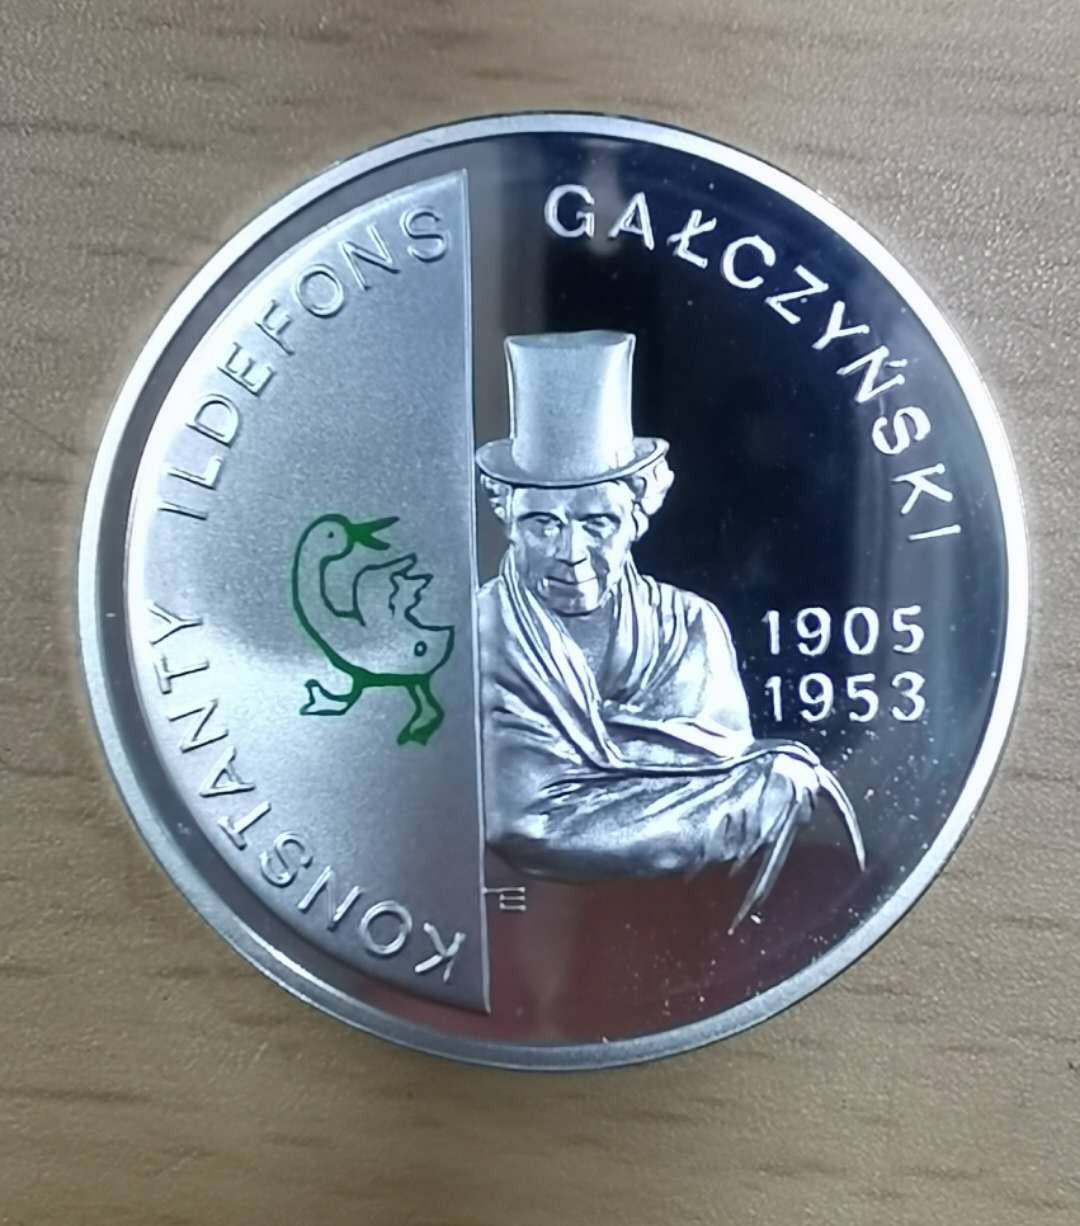 KONSTANTY ILDEFONS
GAŁCZYŃSKI
1905
1953